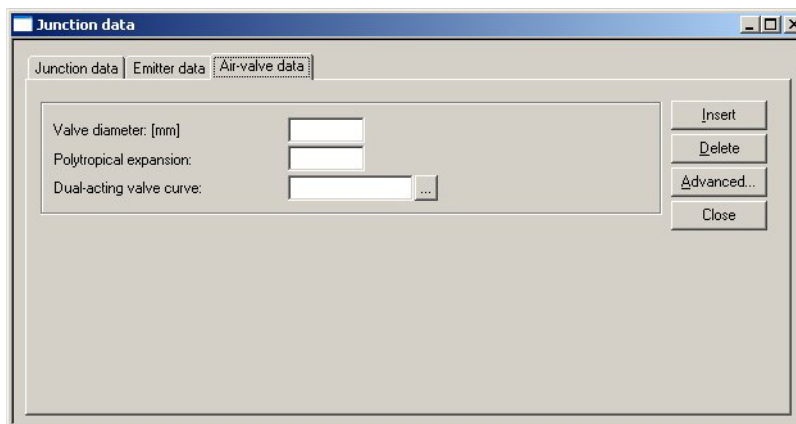 Junction data
Junction data Emitter data Air-valve data
Valve diameter: [mm]
Polytropical expansion:
Dual-acting valve curve:
...
Insert
Delete
Advanced...
Close